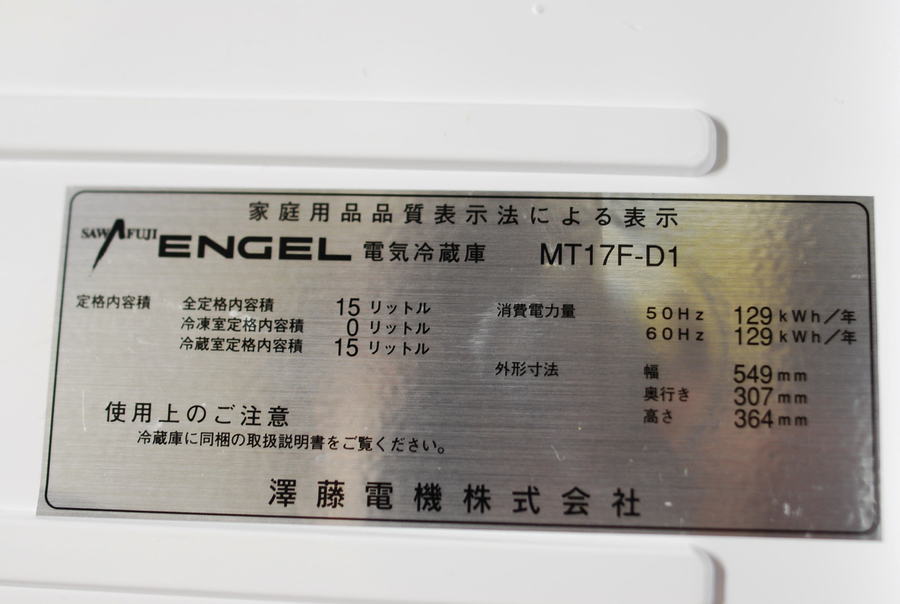 家庭用品品質表示法による表示
SAWAFUJI ENGEL 電気冷蔵庫 MT17F-D1
定格内容積 全定格内容積 15 リットル
冷凍室定格内容積 0 リットル
冷蔵室定格内容積 15 リットル
消費電力量 50Hz 129 kWh/年
60Hz 129 kWh/年
外形寸法 幅 549 mm
奥行き 307 mm
高さ 364 mm
使用上のご注意
冷蔵庫に同梱の取扱説明書をご覧ください。
澤藤電機株式会社